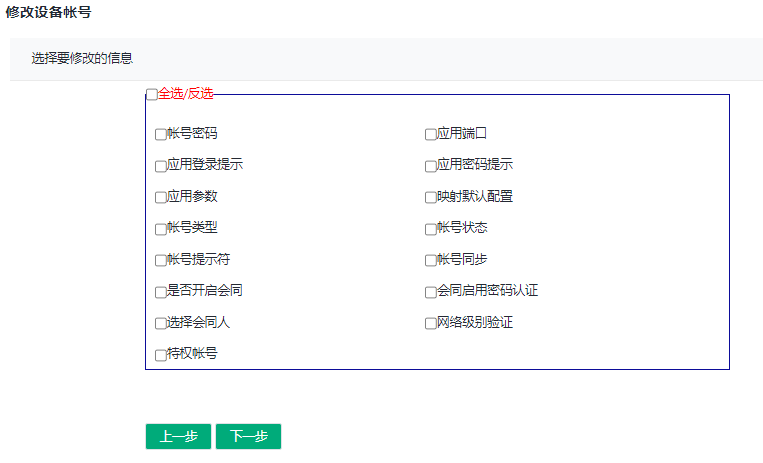 修改设备帐号
选择要修改的信息
全选/反选
帐号密码 应用端口
应用登录提示 应用密码提示
应用参数 映射默认配置
帐号类型 帐号状态
帐号提示符 帐号同步
是否开启会同 会同启用密码认证
选择会同人 网络级别验证
特权帐号
上一步 下一步